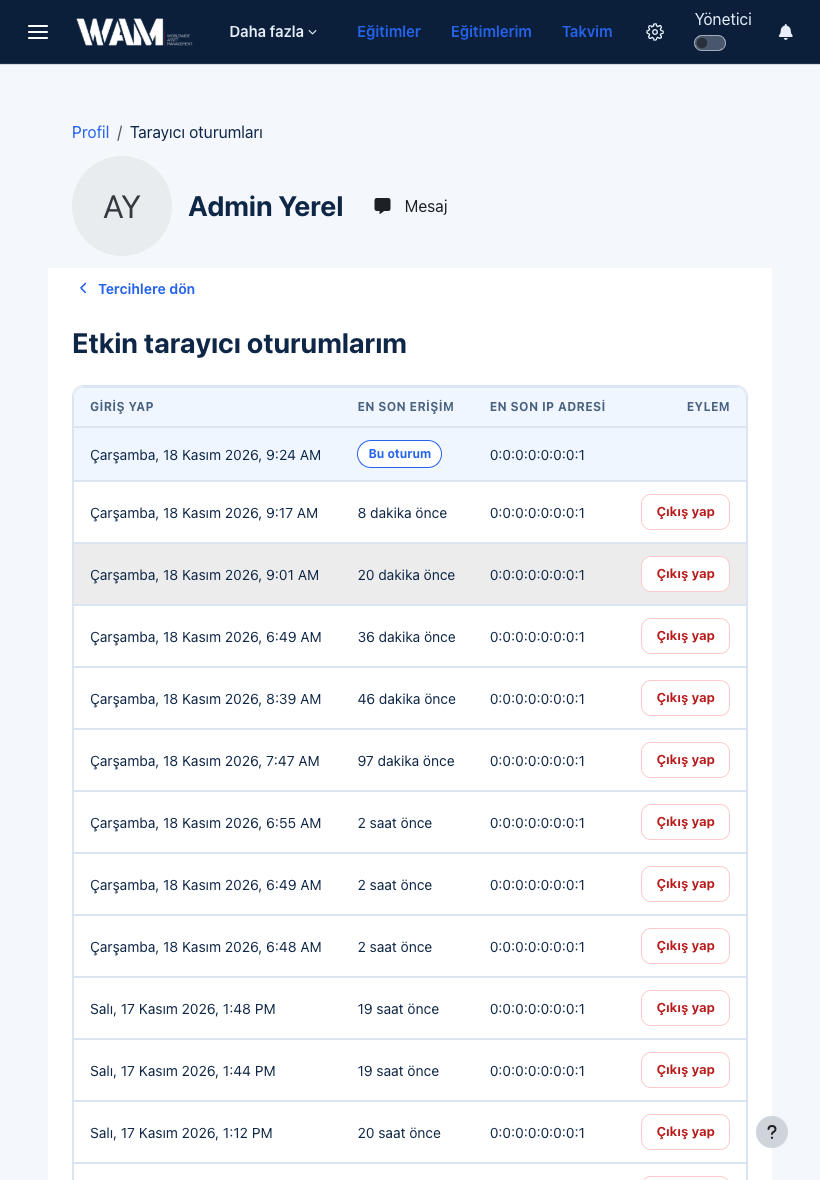 WAM
Daha fazla
Eğitimler
Eğitimlerim
Takvim
Yönetici
Profil / Tarayıcı oturumları
AY
Admin Yerel
Mesaj
Tercihlere dön
Etkin tarayıcı oturumlarım
GİRİŞ YAP EN SON ERİŞİM EN SON IP ADRESİ EYLEM
Çarşamba, 18 Kasım 2026, 9:24 AM Bu oturum 0:0:0:0:0:0:0:1
Çarşamba, 18 Kasım 2026, 9:17 AM 8 dakika önce 0:0:0:0:0:0:0:1 Çıkış yap
Çarşamba, 18 Kasım 2026, 9:01 AM 20 dakika önce 0:0:0:0:0:0:0:1 Çıkış yap
Çarşamba, 18 Kasım 2026, 6:49 AM 36 dakika önce 0:0:0:0:0:0:0:1 Çıkış yap
Çarşamba, 18 Kasım 2026, 8:39 AM 46 dakika önce 0:0:0:0:0:0:0:1 Çıkış yap
Çarşamba, 18 Kasım 2026, 7:47 AM 97 dakika önce 0:0:0:0:0:0:0:1 Çıkış yap
Çarşamba, 18 Kasım 2026, 6:55 AM 2 saat önce 0:0:0:0:0:0:0:1 Çıkış yap
Çarşamba, 18 Kasım 2026, 6:49 AM 2 saat önce 0:0:0:0:0:0:0:1 Çıkış yap
Çarşamba, 18 Kasım 2026, 6:48 AM 2 saat önce 0:0:0:0:0:0:0:1 Çıkış yap
Salı, 17 Kasım 2026, 1:48 PM 19 saat önce 0:0:0:0:0:0:0:1 Çıkış yap
Salı, 17 Kasım 2026, 1:44 PM 19 saat önce 0:0:0:0:0:0:0:1 Çıkış yap
Salı, 17 Kasım 2026, 1:12 PM 20 saat önce 0:0:0:0:0:0:0:1 Çıkış yap
?